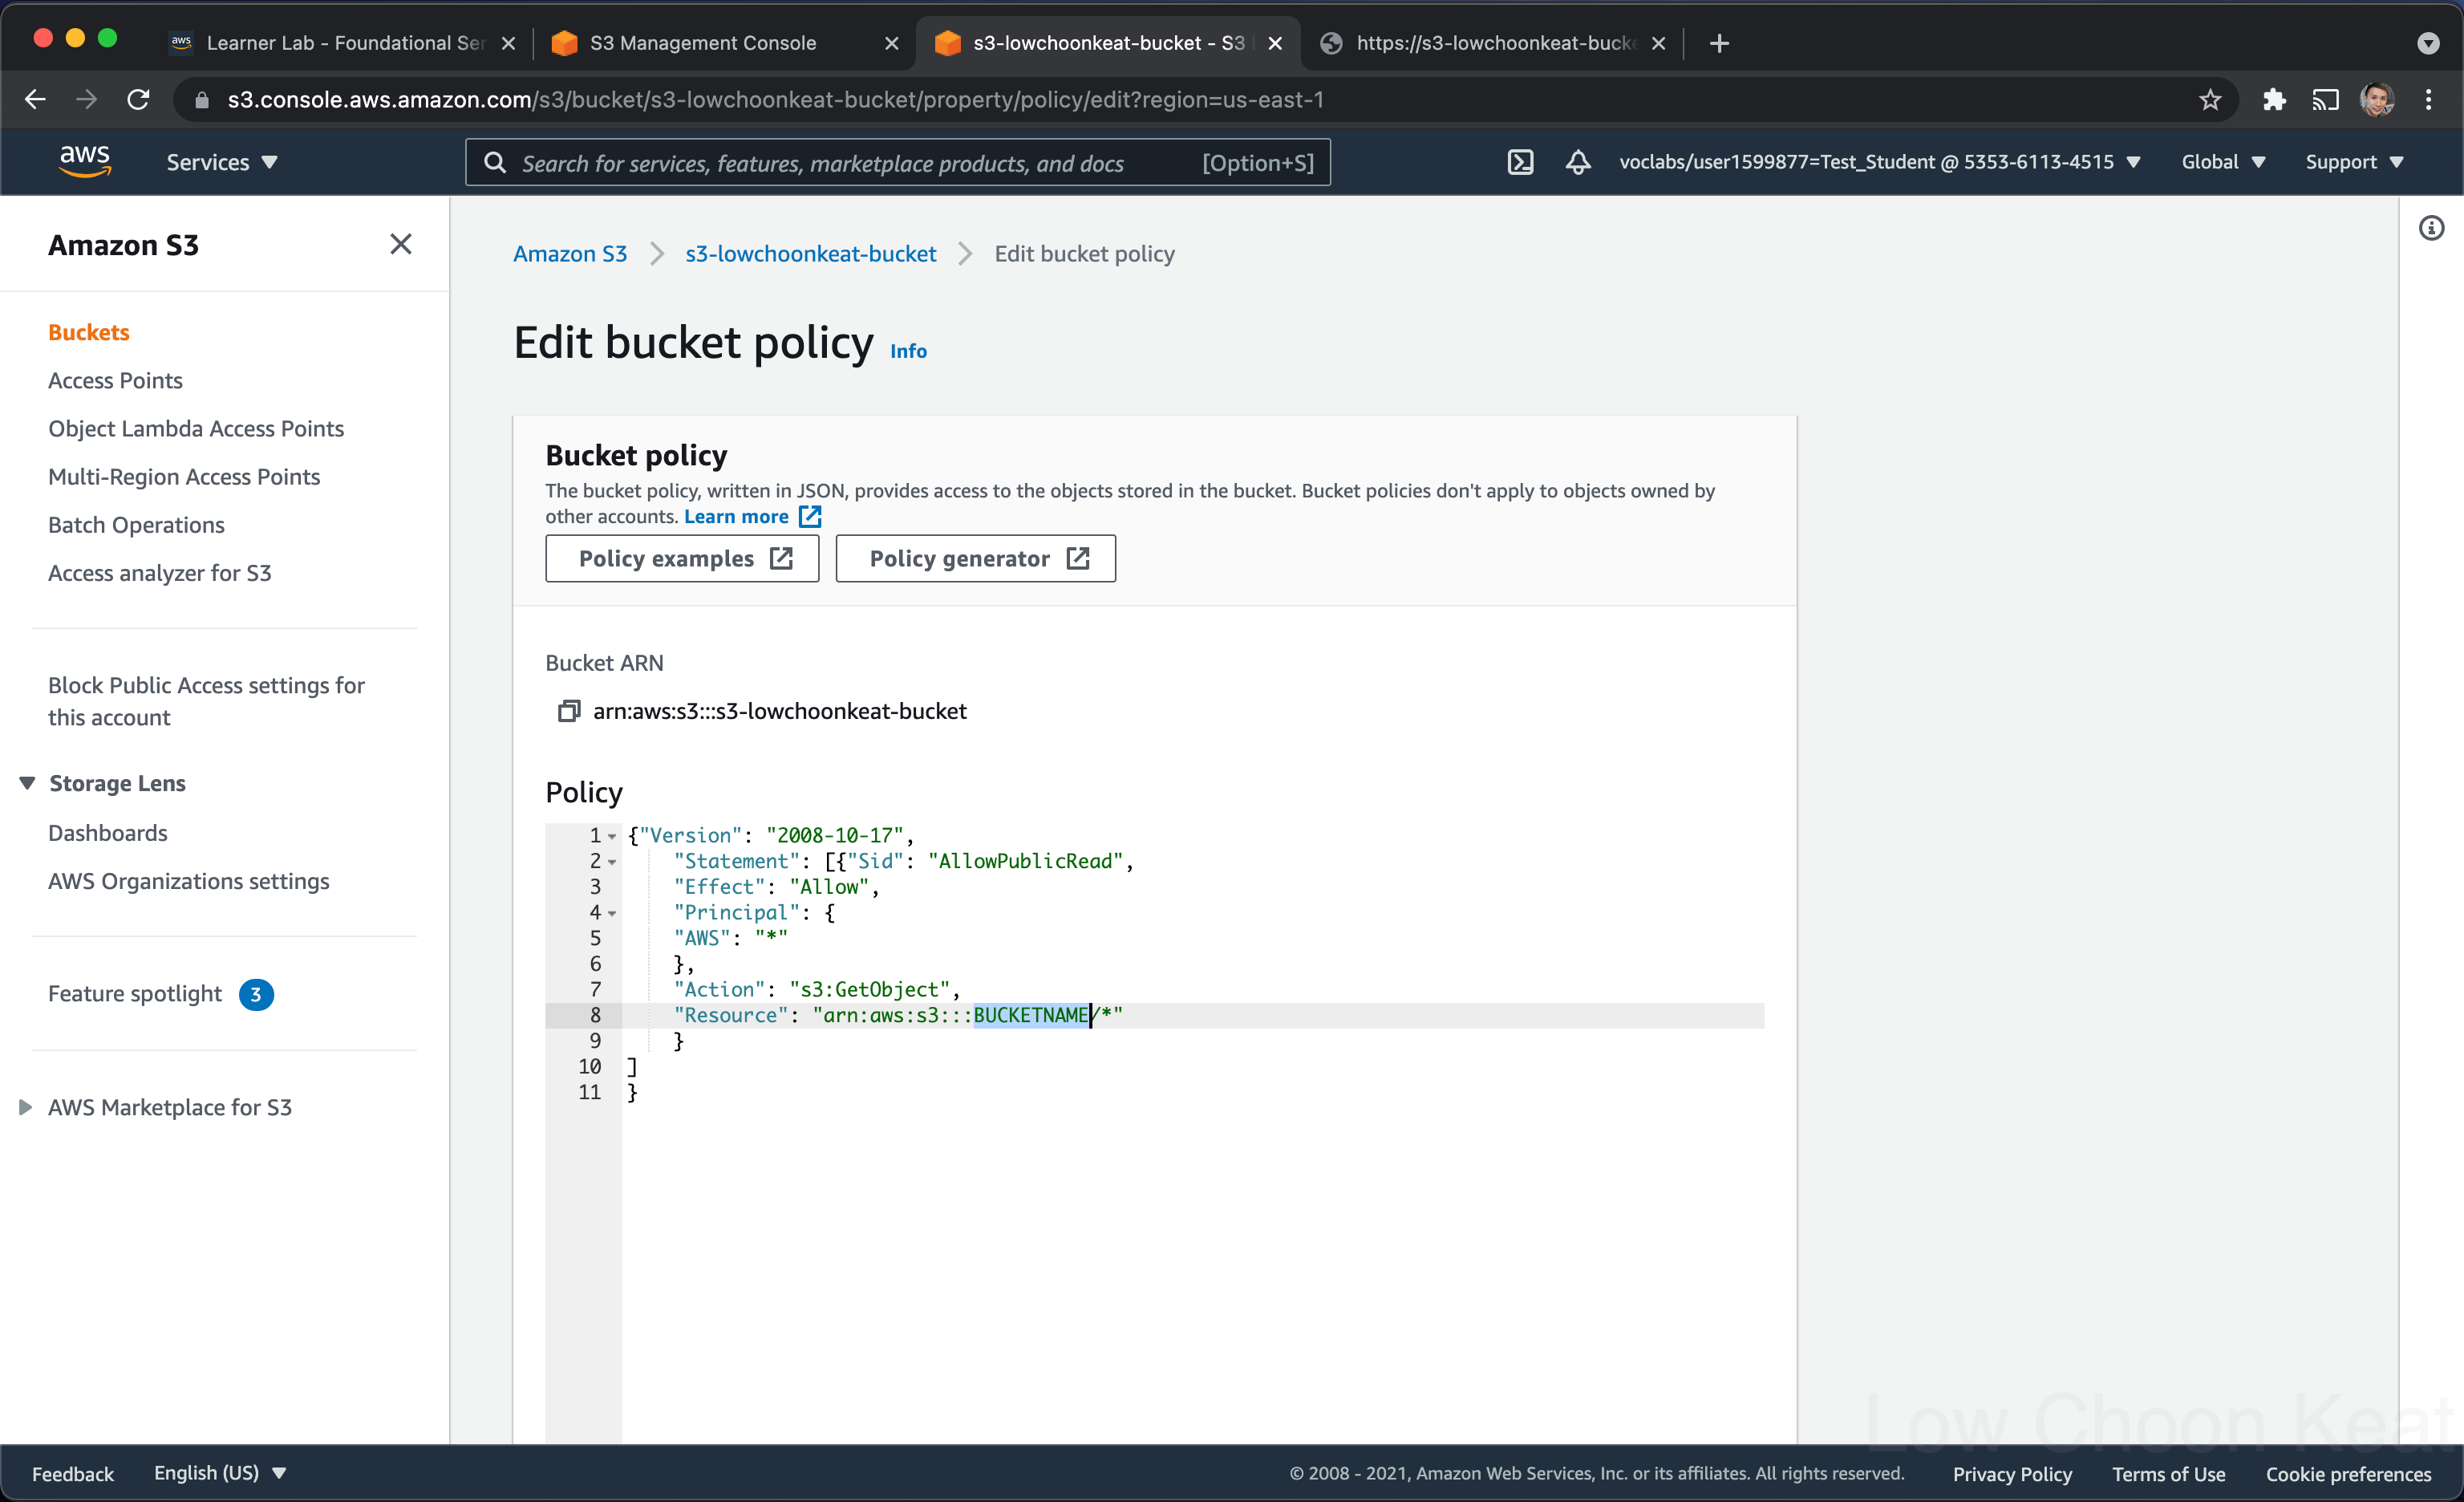 Learner Lab - Foundational Ser
S3 Management Console
s3-lowchoonkeat-bucket - S3
https://s3-lowchoonkeat-bucke
s3.console.aws.amazon.com/s3/bucket/s3-lowchoonkeat-bucket/property/policy/edit?region=us-east-1
aws
Services
Search for services, features, marketplace products, and docs
[Option+S]
voclabs/user1599877=Test_Student @ 5353-6113-4515
Global
Support
Amazon S3
Buckets
Access Points
Object Lambda Access Points
Multi-Region Access Points
Batch Operations
Access analyzer for S3
Block Public Access settings for
this account
Storage Lens
Dashboards
AWS Organizations settings
Feature spotlight 3
AWS Marketplace for S3
Amazon S3 > s3-lowchoonkeat-bucket > Edit bucket policy
Edit bucket policy Info
Bucket policy
The bucket policy, written in JSON, provides access to the objects stored in the bucket. Bucket policies don't apply to objects owned by
other accounts. Learn more
Policy examples
Policy generator
Bucket ARN
arn:aws:s3:::s3-lowchoonkeat-bucket
Policy
1 {"Version": "2008-10-17",
2 "Statement": [{"Sid": "AllowPublicRead",
3 "Effect": "Allow",
4 "Principal": {
5 "AWS": "*"
6 },
7 "Action": "s3:GetObject",
8 "Resource": "arn:aws:s3:::BUCKETNAME/*"
9 }
10 ]
11 }
Low Choon Keat
Feedback
English (US)
© 2008 - 2021, Amazon Web Services, Inc. or its affiliates. All rights reserved.
Privacy Policy
Terms of Use
Cookie preferences